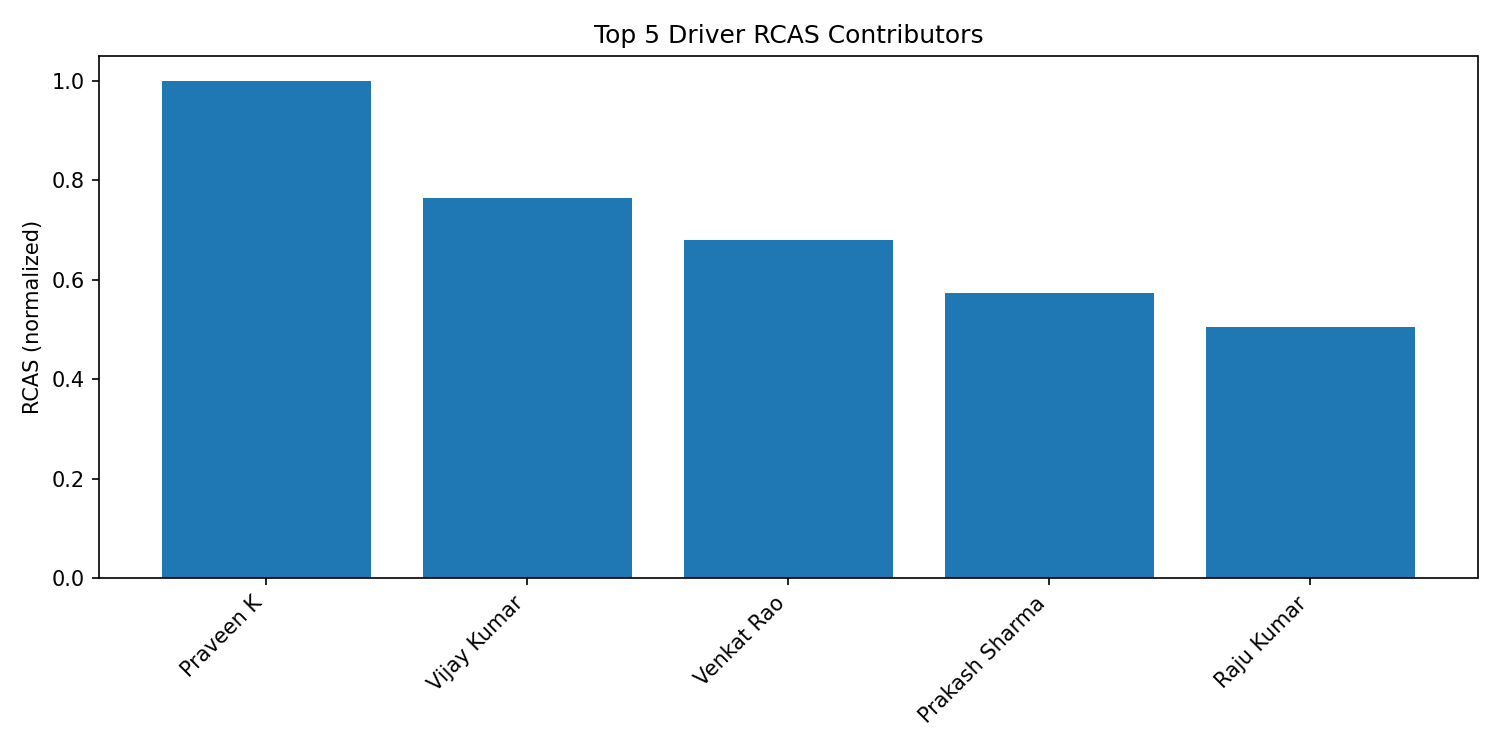 Top 5 Driver RCAS Contributors
RCAS (normalized)
1.0
0.8
0.6
0.4
0.2
0.0
Praveen K
Vijay Kumar
Venkat Rao
Prakash Sharma
Raju Kumar